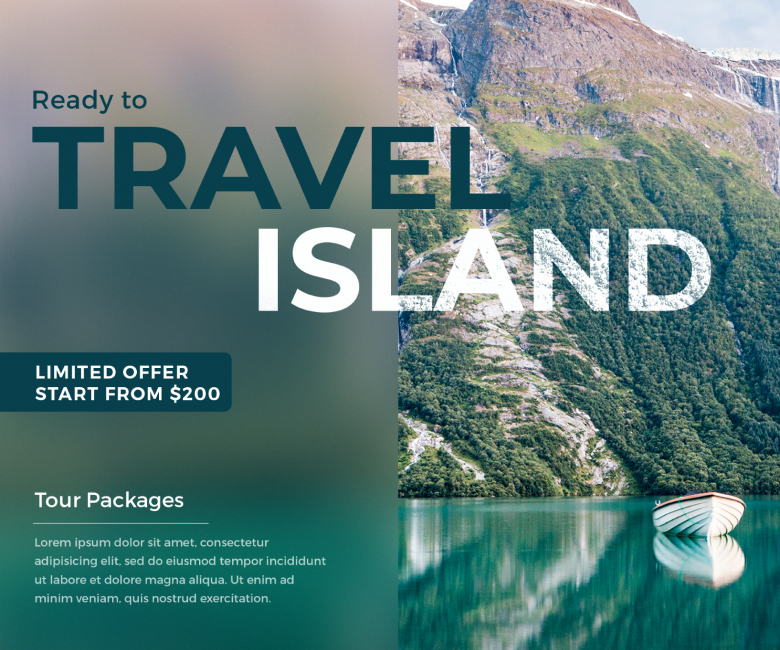 Ready to
TRAVEL
ISLAND
LIMITED OFFER
START FROM $200
Tour Packages
Lorem ipsum dolor sit amet, consectetur
adipisicing elit, sed do eiusmod tempor incididunt
ut labore et dolore magna aliqua. Ut enim ad
minim veniam, quis nostrud exercitation.